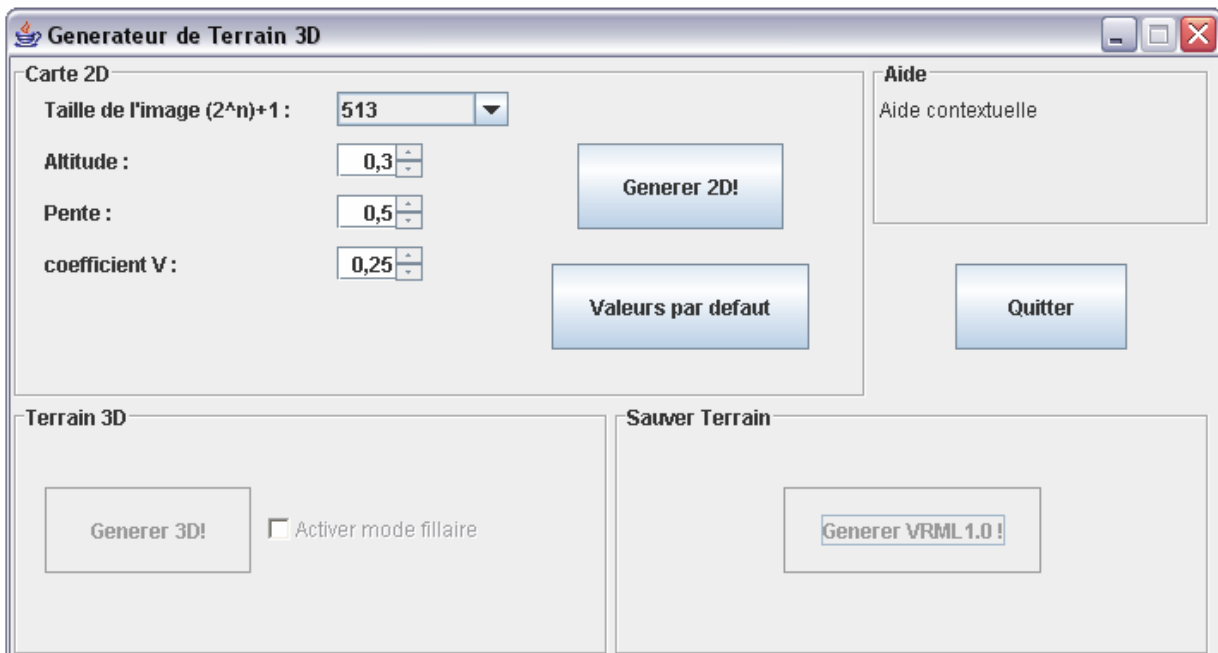 Generateur de Terrain 3D
Carte 2D
Taille de l'image (2^n)+1 :
513
Altitude :
0,3
Pente :
0,5
coefficient V :
0,25
Generer 2D!
Valeurs par defaut
Aide
Aide contextuelle
Quitter
Terrain 3D
Generer 3D!
Activer mode fillaire
Sauver Terrain
Generer VRML1.0 !